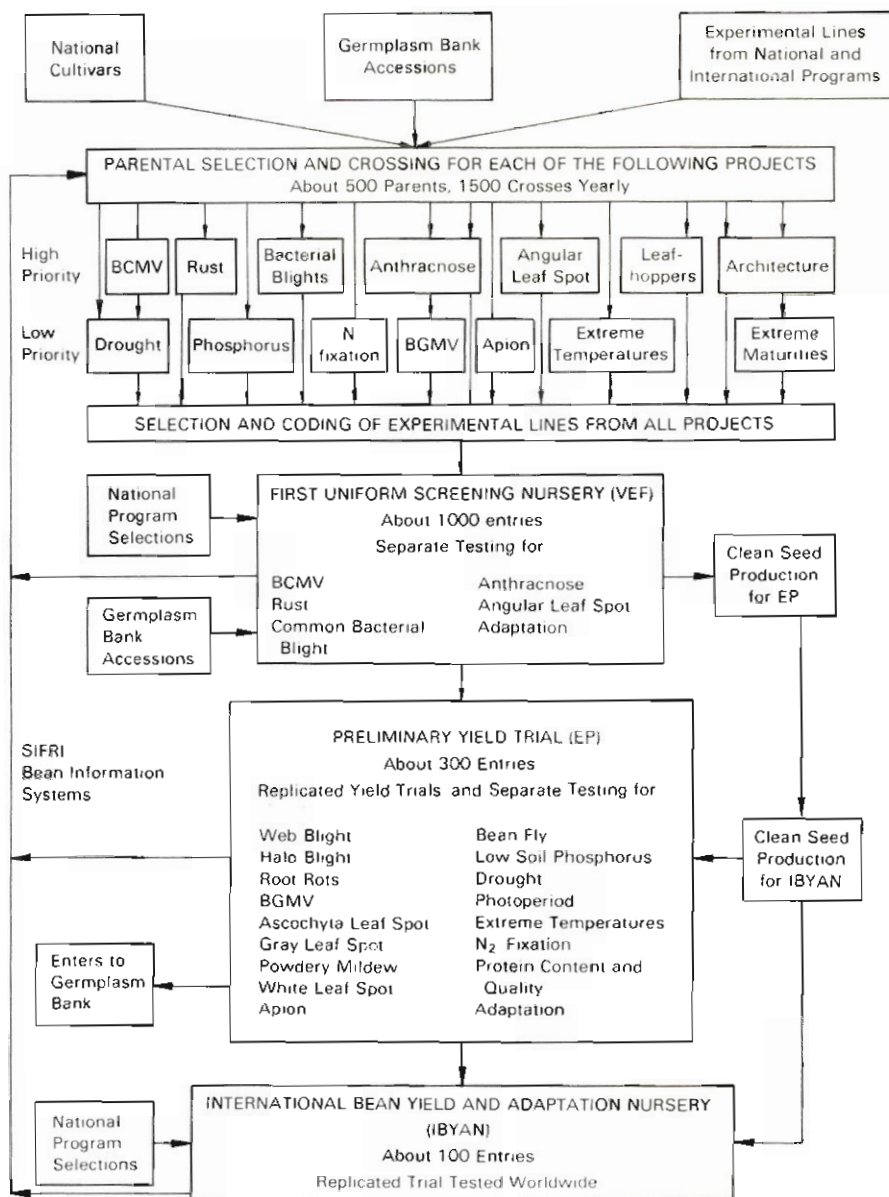 National
Cultivars
Germplasm Bank
Accessions
Experimental Lines
from National and
International Programs
PARENTAL SELECTION AND CROSSING FOR EACH OF THE FOLLOWING PROJECTS
About 500 Parents, 1500 Crosses Yearly
High
Priority
BCMV
Rust
Bacterial
Blights
Anthracnose
Angular
Leaf Spot
Leaf-
hoppers
Architecture
Low
Priority
Drought
Phosphorus
N
fixation
BGMV
Apion
Extreme
Temperatures
Extreme
Maturities
SELECTION AND CODING OF EXPERIMENTAL LINES FROM ALL PROJECTS
National
Program
Selections
FIRST UNIFORM SCREENING NURSERY (VEF)
About 1000 entries
Separate Testing for
BCMV
Rust
Common Bacterial
Blight
Anthracnose
Angular Leaf Spot
Adaptation
Germplasm
Bank
Accessions
Clean Seed
Production
for EP
SIFRI
Bean Information
Systems
PRELIMINARY YIELD TRIAL (EP)
About 300 Entries
Replicated Yield Trials and Separate Testing for
Web Blight
Halo Blight
Root Rots
BGMV
Ascochyta Leaf Spot
Gray Leaf Spot
Powdery Mildew
White Leaf Spot
Apion
Bean Fly
Low Soil Phosphorus
Drought
Photoperiod
Extreme Temperatures
N₂ Fixation
Protein Content and
Quality
Adaptation
Clean Seed
Production
for IBYAN
Enters to
Germplasm
Bank
National
Program
Selections
INTERNATIONAL BEAN YIELD AND ADAPTATION NURSERY
(IBYAN)
About 100 Entries
Replicated Trial Tested Worldwide